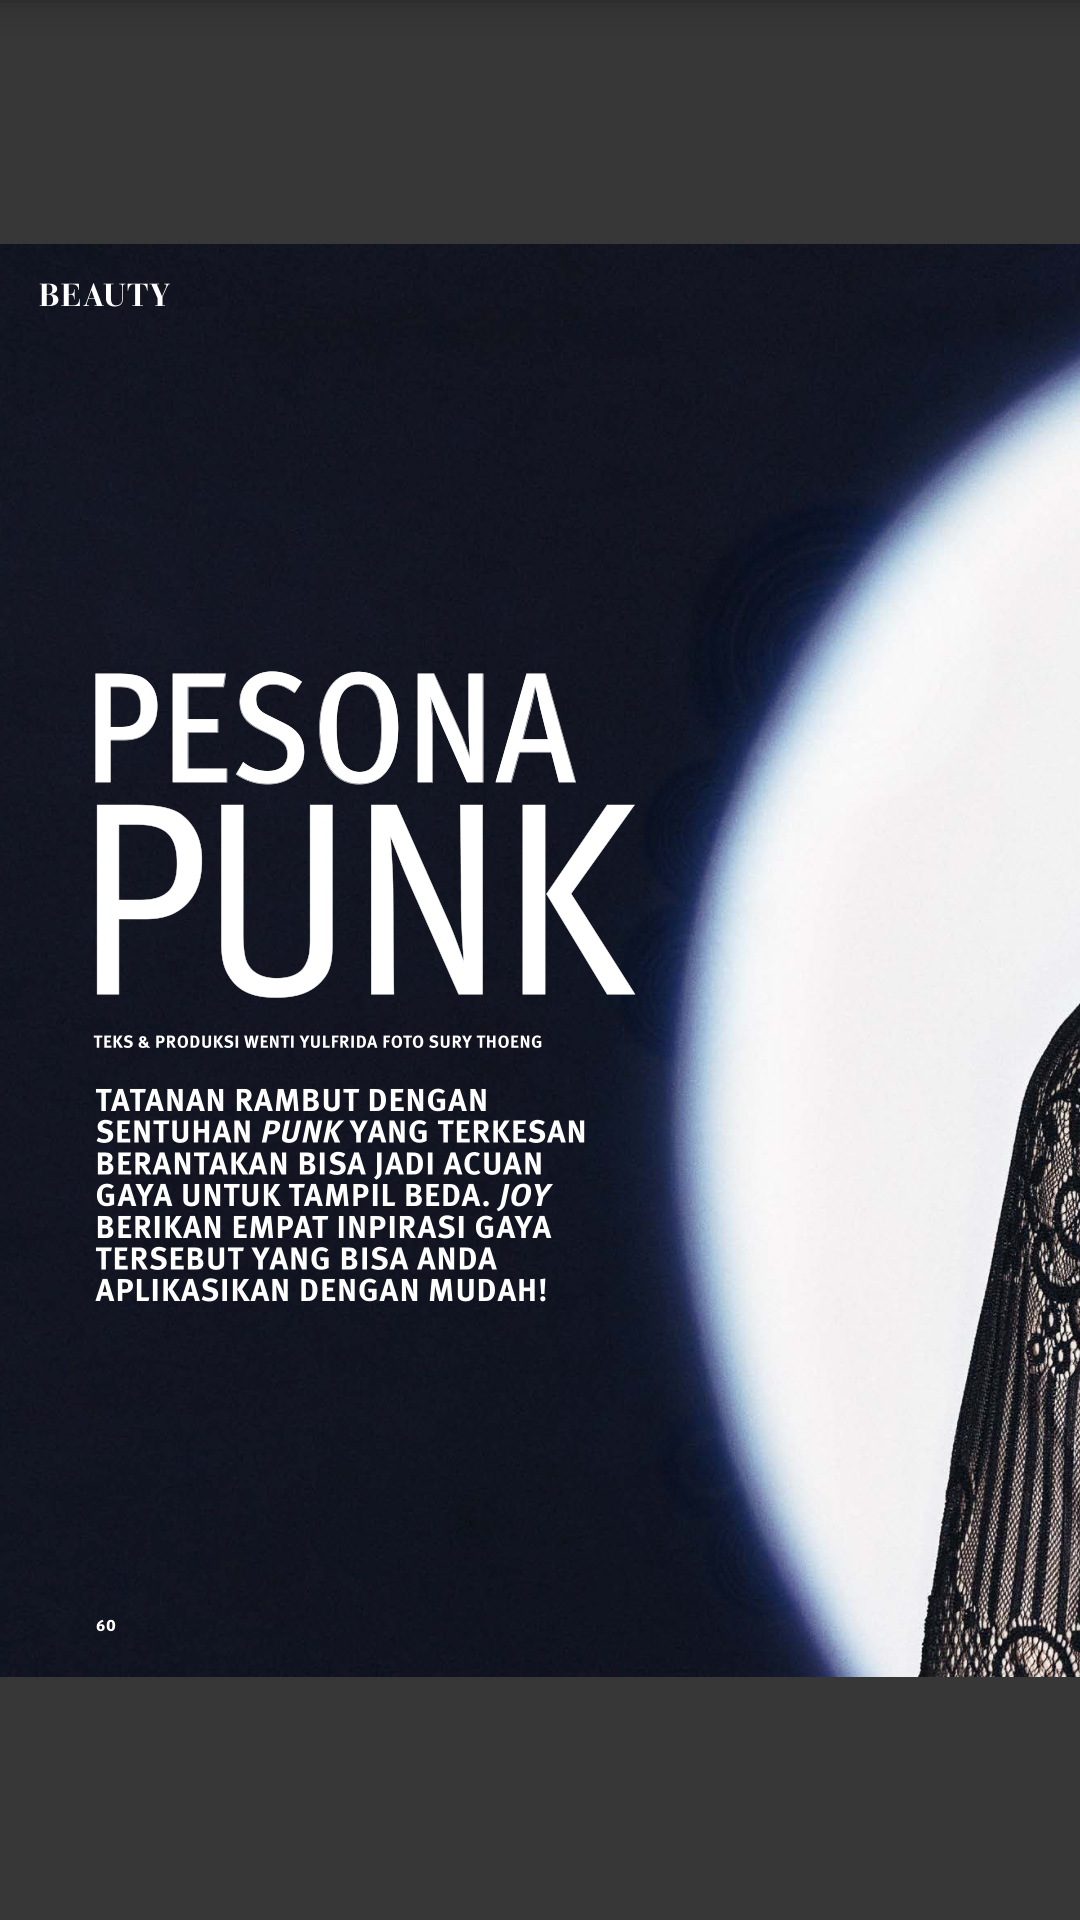 BEAUTY
PESONA
PUNK
TEKS & PRODUKSI WENTI YULFRIDA FOTO SURY THOENG
TATANAN RAMBUT DENGAN
SENTUHAN PUNK YANG TERKESAN
BERANTAKAN BISA JADI ACUAN
GAYA UNTUK TAMPIL BEDA. JOY
BERIKAN EMPAT INPIRASI GAYA
TERSEBUT YANG BISA ANDA
APLIKASIKAN DENGAN MUDAH!
60